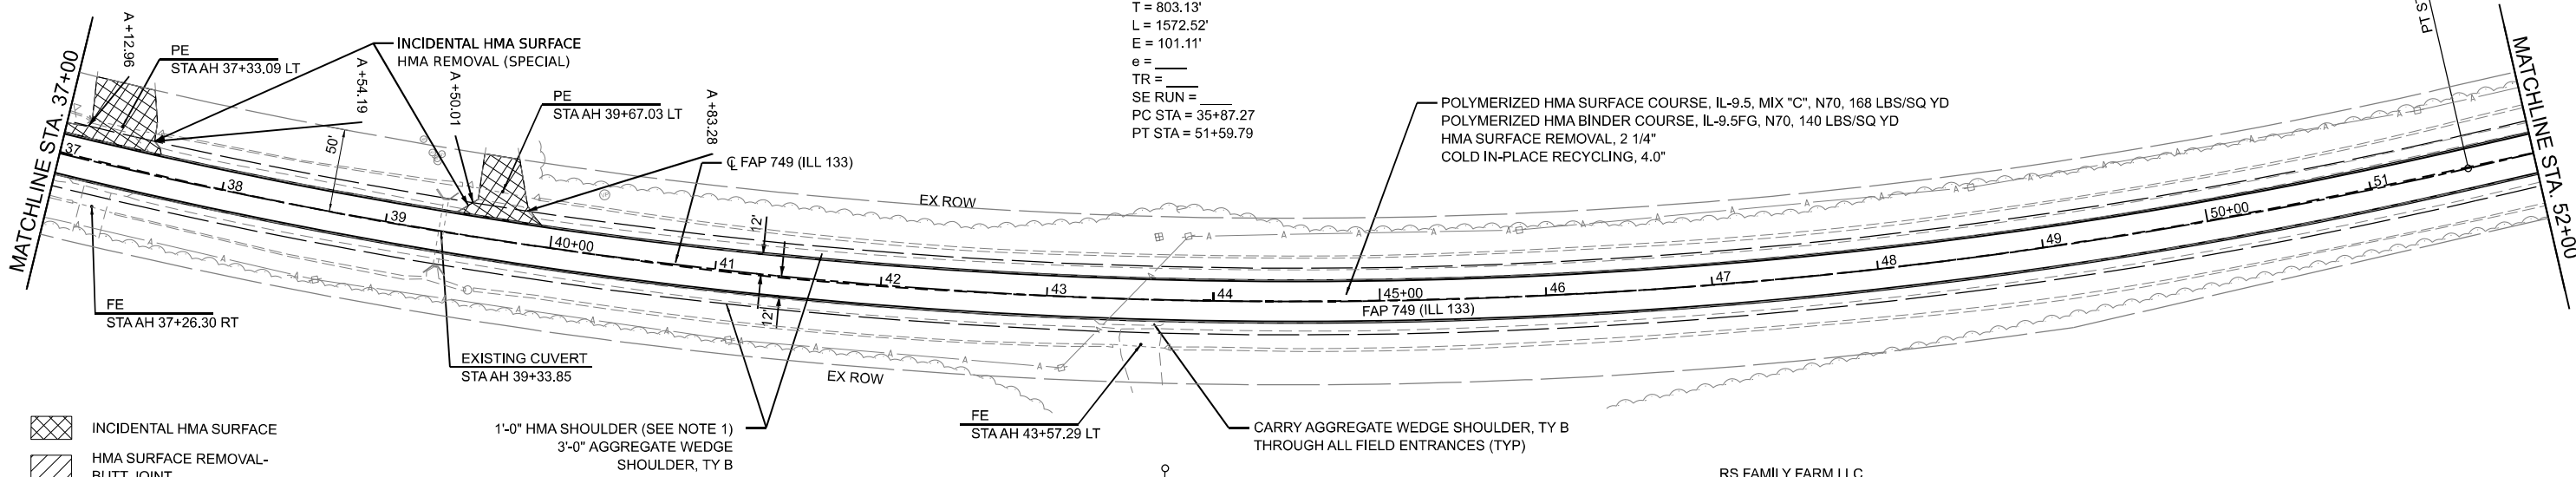 T = 803.13'
L = 1572.52'
E = 101.11'
e = ____
TR = ____
SE RUN = ____
PC STA = 35+87.27
PT STA = 51+59.79
MATCHLINE STA. 37+00
A +12.96
PE
STA AH 37+33.09 LT
INCIDENTAL HMA SURFACE
HMA REMOVAL (SPECIAL)
A +54.19
50'
A +50.01
PE
STA AH 39+67.03 LT
A +83.28
℄ FAP 749 (ILL 133)
POLYMERIZED HMA SURFACE COURSE, IL-9.5, MIX "C", N70, 168 LBS/SQ YD
POLYMERIZED HMA BINDER COURSE, IL-9.5FG, N70, 140 LBS/SQ YD
HMA SURFACE REMOVAL, 2 1/4"
COLD IN-PLACE RECYCLING, 4.0"
PT S
MATCHLINE STA. 52+00
EX ROW
37
38
39
40+00
41
42
43
44
45+00
46
47
48
49
50+00
51
12'
12'
FAP 749 (ILL 133)
FE
STA AH 37+26.30 RT
EXISTING CUVERT
STA AH 39+33.85
EX ROW
1'-0" HMA SHOULDER (SEE NOTE 1)
3'-0" AGGREGATE WEDGE
SHOULDER, TY B
FE
STA AH 43+57.29 LT
CARRY AGGREGATE WEDGE SHOULDER, TY B
THROUGH ALL FIELD ENTRANCES (TYP)
INCIDENTAL HMA SURFACE
HMA SURFACE REMOVAL-
BUTT JOINT
RS FAMILY FARM LLC